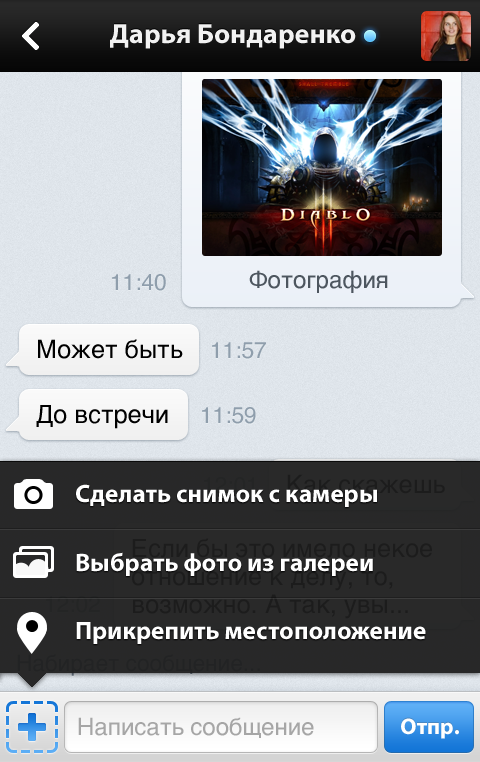 Дарья Бондаренко
DIABLO
III
11:40
Фотография
Может быть
11:57
До встречи
11:59
Как скажешь
Сделать снимок с камеры
Если бы это имело некое
Выбрать фото из галереи
отношение к делу, то,
возможно. А так, увы...
Прикрепить местоположение
Набирает сообщение..
Написать сообщение
Отпр.